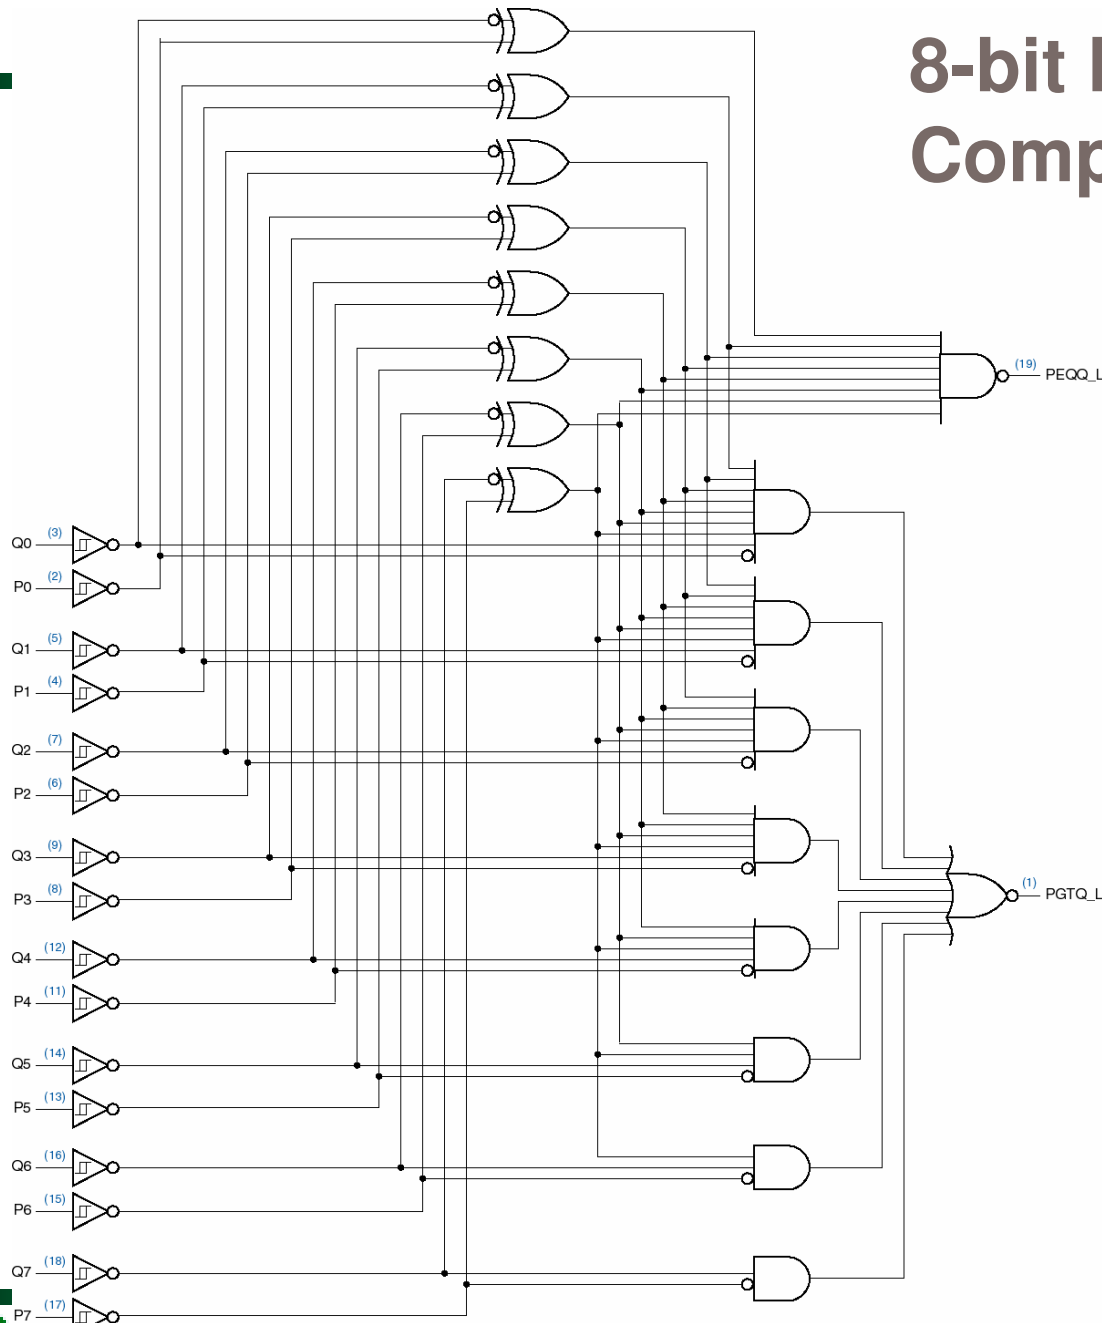 8-bit
Comp
(19)
PEQQ_L
Q0 (3)
P0 (2)
Q1 (5)
P1 (4)
Q2 (7)
P2 (6)
Q3 (9)
P3 (8)
(1)
PGTQ_L
Q4 (12)
P4 (11)
Q5 (14)
P5 (13)
Q6 (16)
P6 (15)
Q7 (18)
P7 (17)